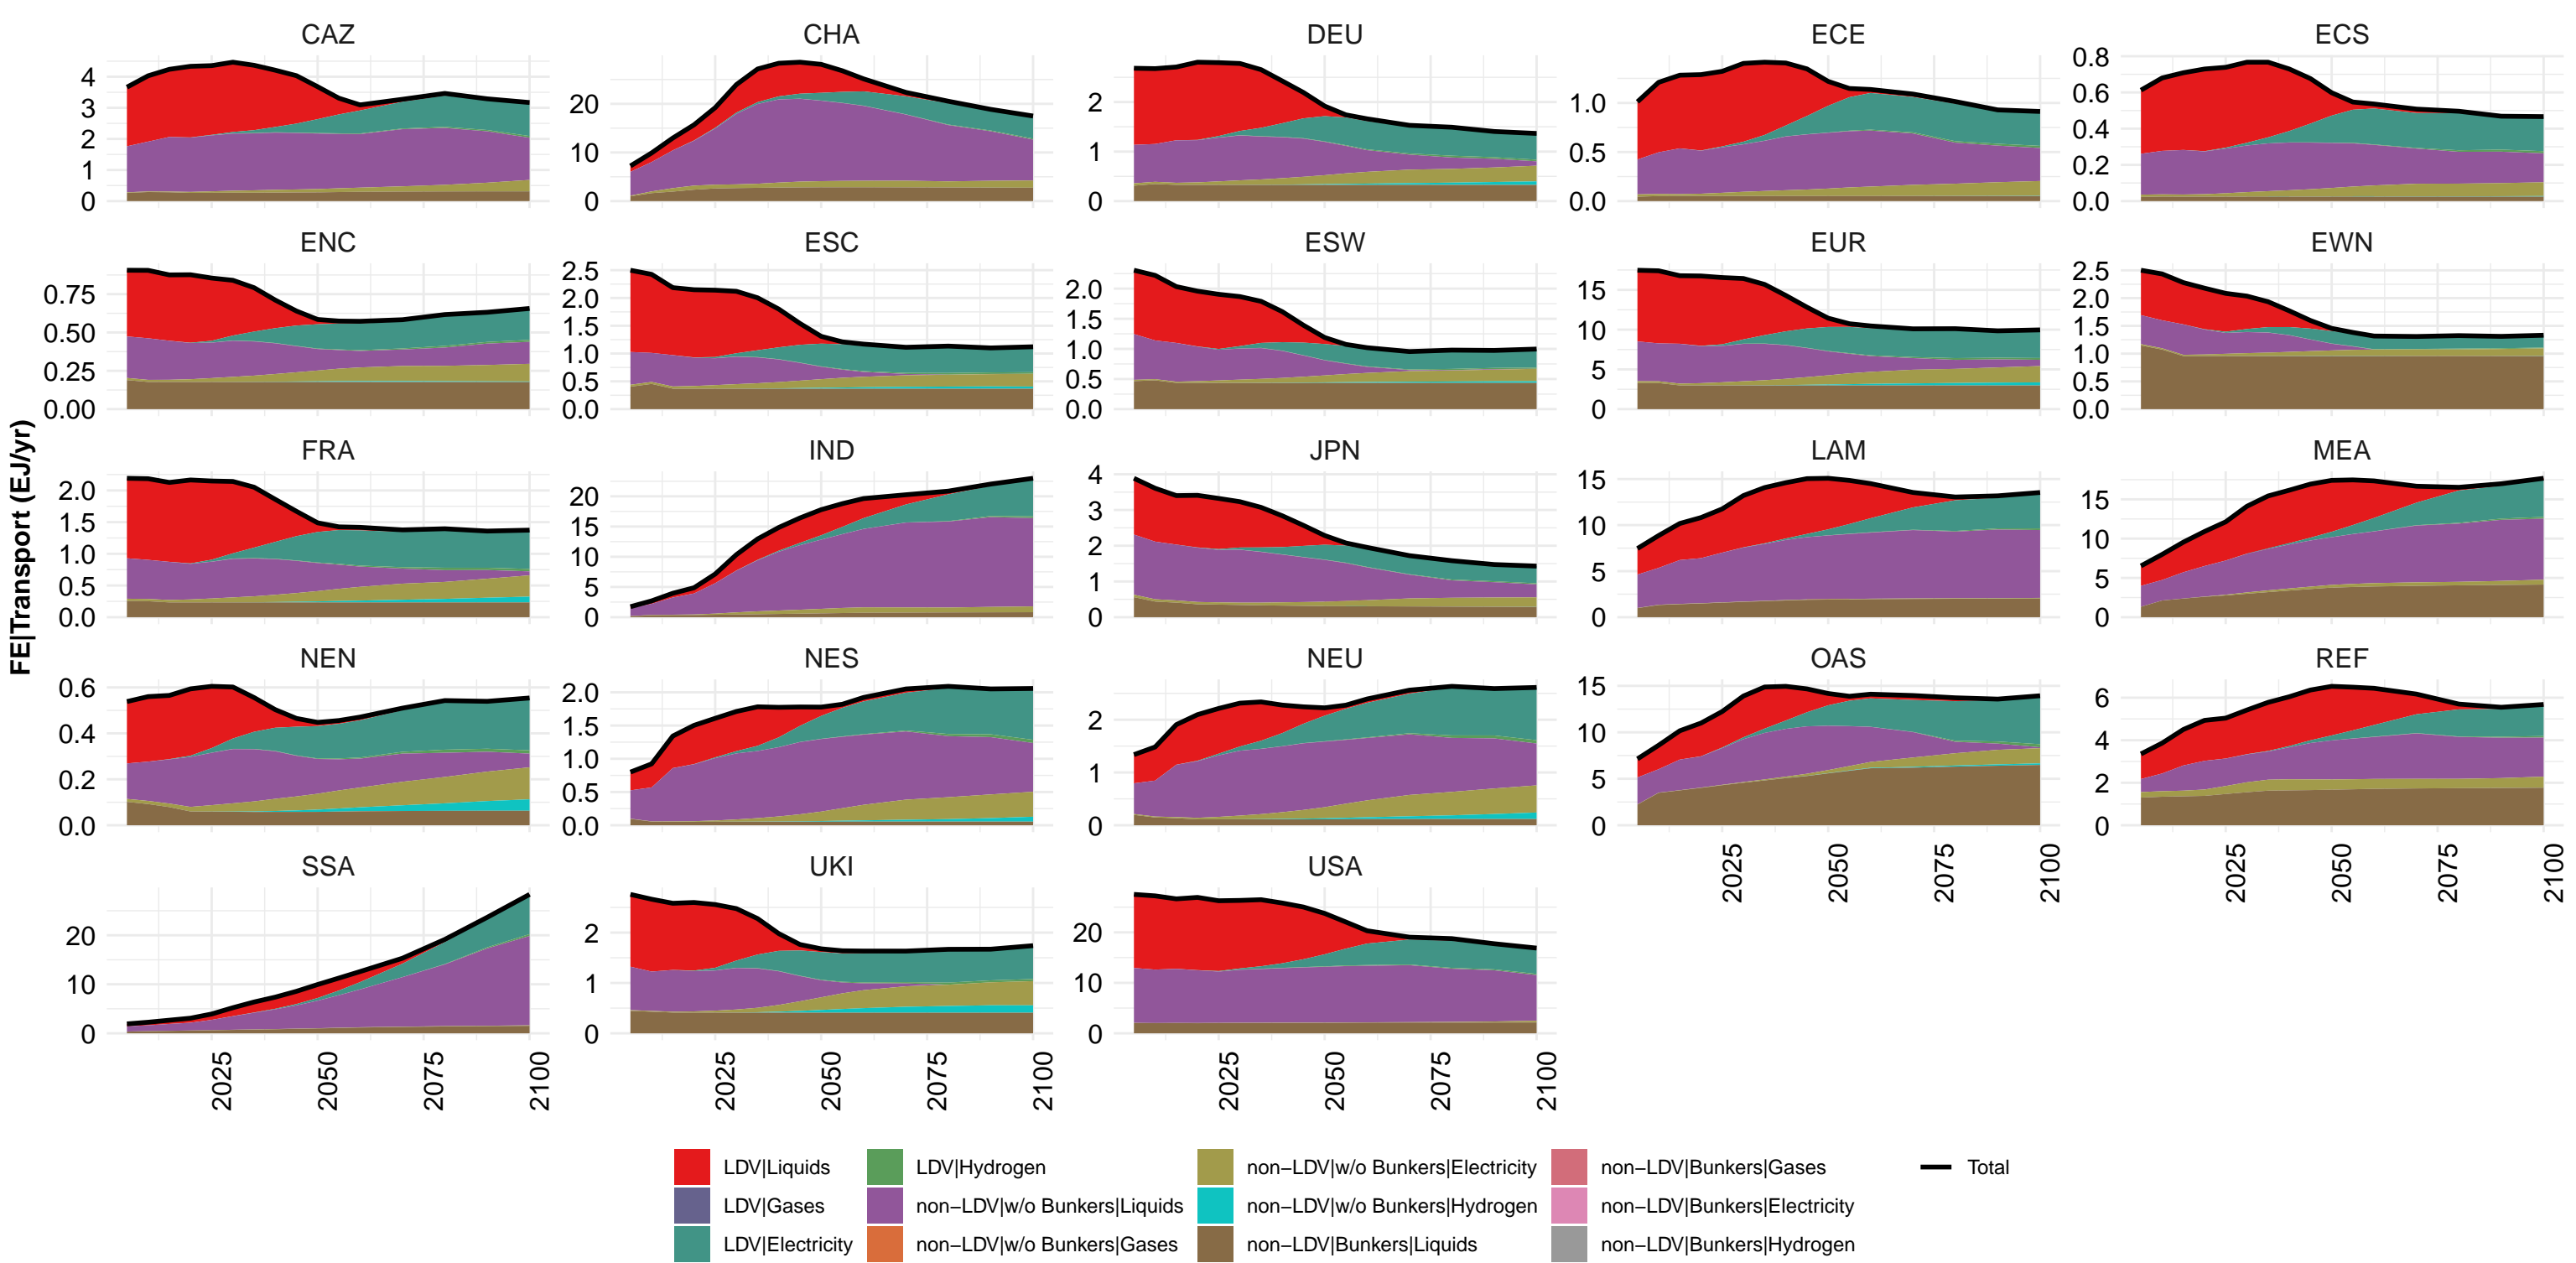 FE|Transport (EJ/yr)
CAZ CHA DEU ECE ECS
4 3 2 1 0
20 10 0
2 1 0
1.0 0.5 0.0
0.8 0.6 0.4 0.2 0.0
ENC ESC ESW EUR EWN
0.75 0.50 0.25 0.00
2.5 2.0 1.5 1.0 0.5 0.0
2.0 1.5 1.0 0.5 0.0
15 10 5 0
2.5 2.0 1.5 1.0 0.5 0.0
FRA IND JPN LAM MEA
2.0 1.5 1.0 0.5 0.0
20 15 10 5 0
4 3 2 1 0
15 10 5 0
15 10 5 0
NEN NES NEU OAS REF
0.6 0.4 0.2 0.0
2.0 1.5 1.0 0.5 0.0
2 1 0
15 10 5 0
6 4 2 0
2025 2050 2075 2100
2025 2050 2075 2100
SSA UKI USA
20 10 0
2 1 0
20 10 0
2025 2050 2075 2100
2025 2050 2075 2100
2025 2050 2075 2100
LDV|Liquids LDV|Hydrogen non−LDV|w/o Bunkers|Electricity non−LDV|Bunkers|Gases Total
LDV|Gases non−LDV|w/o Bunkers|Liquids non−LDV|w/o Bunkers|Hydrogen non−LDV|Bunkers|Electricity
LDV|Electricity non−LDV|w/o Bunkers|Gases non−LDV|Bunkers|Liquids non−LDV|Bunkers|Hydrogen